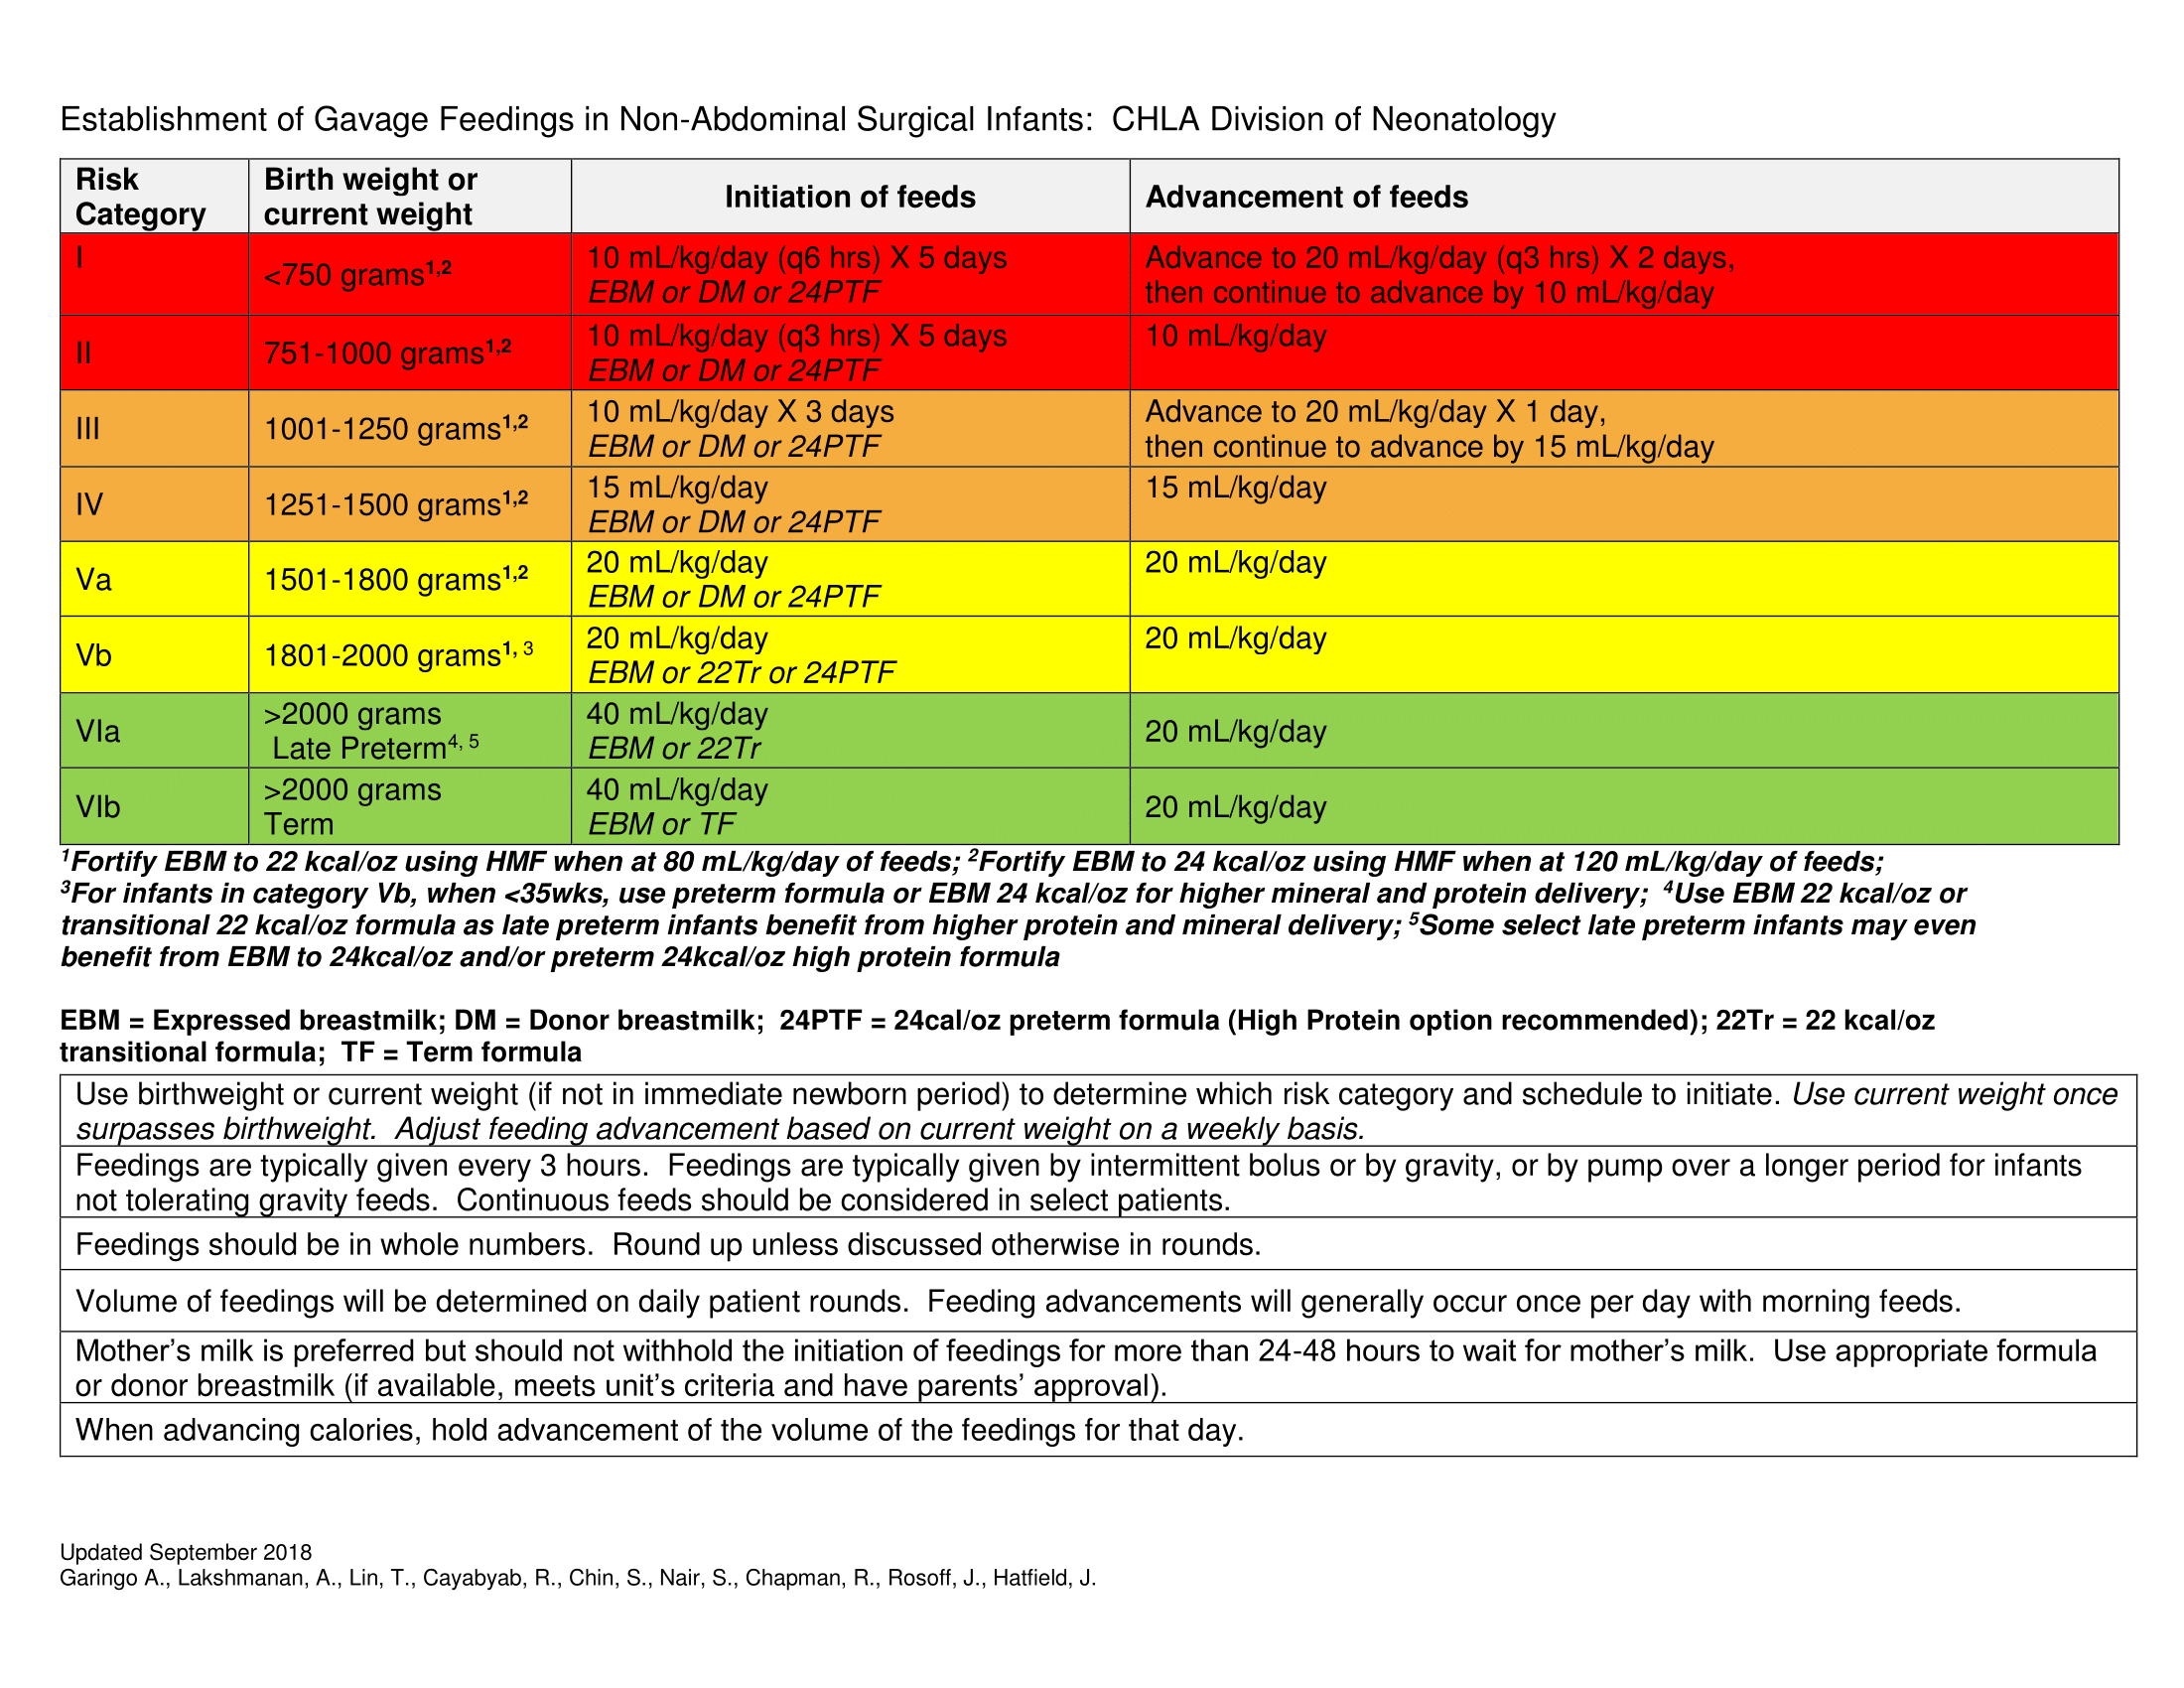 Establishment of Gavage Feedings in Non-Abdominal Surgical Infants:  CHLA Division of Neonatology
Risk Category	Birth weight or current weight	Initiation of feeds	Advancement of feeds
I	<750 grams1,2	10 mL/kg/day (q6 hrs) X 5 days	Advance to 20 mL/kg/day (q3 hrs) X 2 days,
EBM or DM or 24PTF	then continue to advance by 10 mL/kg/day
II	751-1000 grams1,2	10 mL/kg/day (q3 hrs) X 5 days	10 mL/kg/day
EBM or DM or 24PTF
III	1001-1250 grams1,2	10 mL/kg/day X 3 days	Advance to 20 mL/kg/day X 1 day,
EBM or DM or 24PTF	then continue to advance by 15 mL/kg/day
IV	1251-1500 grams1,2	15 mL/kg/day	15 mL/kg/day
EBM or DM or 24PTF
Va	1501-1800 grams1,2	20 mL/kg/day	20 mL/kg/day
EBM or DM or 24PTF
Vb	1801-2000 grams1, 3	20 mL/kg/day	20 mL/kg/day
EBM or 22Tr or 24PTF
VIa	>2000 grams	40 mL/kg/day	20 mL/kg/day
Late Preterm4, 5	EBM or 22Tr
VIb	>2000 grams	40 mL/kg/day	20 mL/kg/day
Term	EBM or TF
1Fortify EBM to 22 kcal/oz using HMF when at 80 mL/kg/day of feeds; 2Fortify EBM to 24 kcal/oz using HMF when at 120 mL/kg/day of feeds;
3For infants in category Vb, when <35wks, use preterm formula or EBM 24 kcal/oz for higher mineral and protein delivery;  4Use EBM 22 kcal/oz or
transitional 22 kcal/oz formula as late preterm infants benefit from higher protein and mineral delivery; 5Some select late preterm infants may even
benefit from EBM to 24kcal/oz and/or preterm 24kcal/oz high protein formula
EBM = Expressed breastmilk; DM = Donor breastmilk;  24PTF = 24cal/oz preterm formula (High Protein option recommended); 22Tr = 22 kcal/oz
transitional formula;  TF = Term formula
Use birthweight or current weight (if not in immediate newborn period) to determine which risk category and schedule to initiate. Use current weight once
surpasses birthweight.  Adjust feeding advancement based on current weight on a weekly basis.
Feedings are typically given every 3 hours.  Feedings are typically given by intermittent bolus or by gravity, or by pump over a longer period for infants
not tolerating gravity feeds.  Continuous feeds should be considered in select patients.
Feedings should be in whole numbers.  Round up unless discussed otherwise in rounds.
Volume of feedings will be determined on daily patient rounds.  Feeding advancements will generally occur once per day with morning feeds.
Mother’s milk is preferred but should not withhold the initiation of feedings for more than 24-48 hours to wait for mother’s milk.  Use appropriate formula
or donor breastmilk (if available, meets unit’s criteria and have parents’ approval).
When advancing calories, hold advancement of the volume of the feedings for that day.
Updated September 2018
Garingo A., Lakshmanan, A., Lin, T., Cayabyab, R., Chin, S., Nair, S., Chapman, R., Rosoff, J., Hatfield, J.